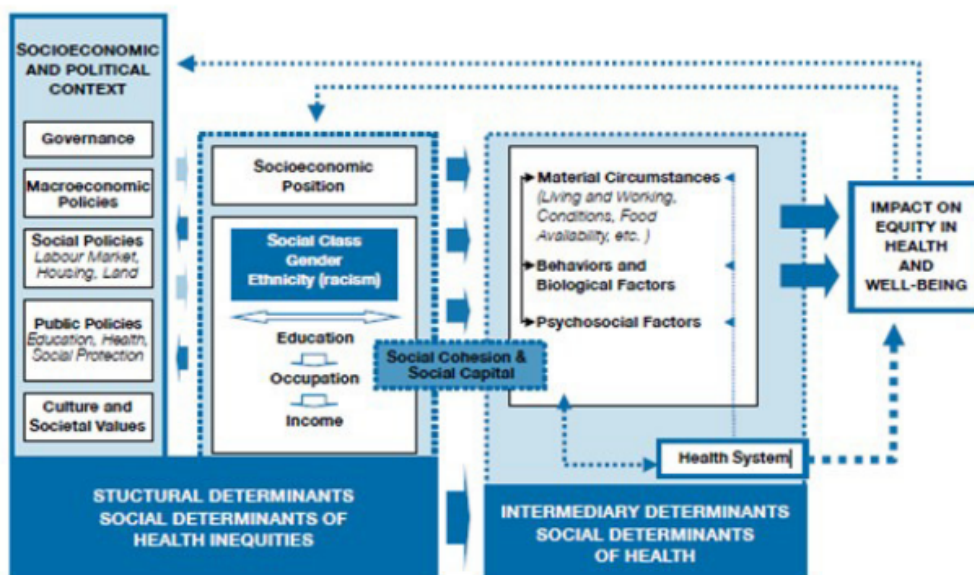 SOCIOECONOMIC
AND POLITICAL
CONTEXT
Governance
Macroeconomic
Policies
Social Policies
Labour Market,
Housing, Land
Public Policies
Education, Health,
Social Protection
Culture and
Societal Values
Socioeconomic
Position
Social Class
Gender
Ethnicity (racism)
Education
Occupation
Income
Social Cohesion &
Social Capital
Material Circumstances
(Living and Working,
Conditions, Food
Availability, etc. )
Behaviors and
Biological Factors
Psychosocial Factors
Health System
IMPACT ON
EQUITY IN
HEALTH
AND
WELL-BEING
STUCTURAL DETERMINANTS
SOCIAL DETERMINANTS OF
HEALTH INEQUITIES
INTERMEDIARY DETERMINANTS
SOCIAL DETERMINANTS
OF HEALTH